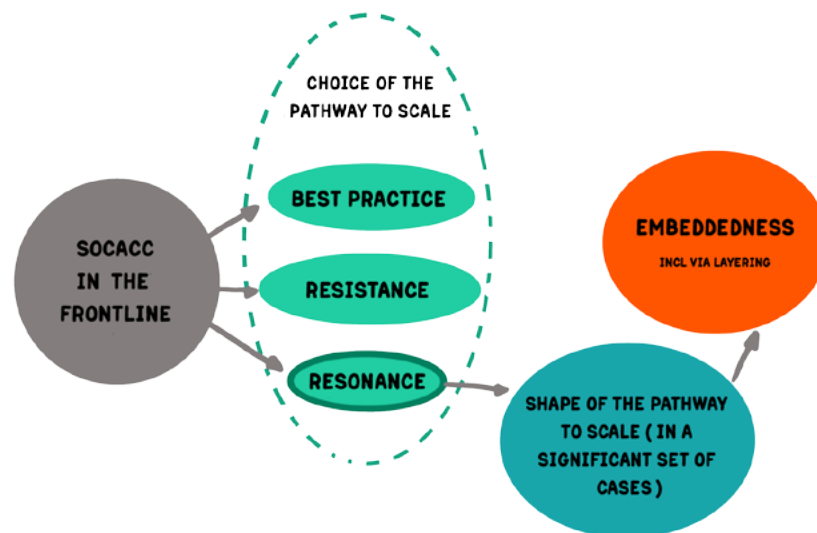 CHOICE OF THE
PATHWAY TO SCALE
BEST PRACTICE
SOCACC
IN THE
FRONTLINE
RESISTANCE
RESONANCE
SHAPE OF THE PATHWAY
TO SCALE ( IN A
SIGNIFICANT SET OF
CASES )
EMBEDDEDNESS
INCL VIA LAYERING